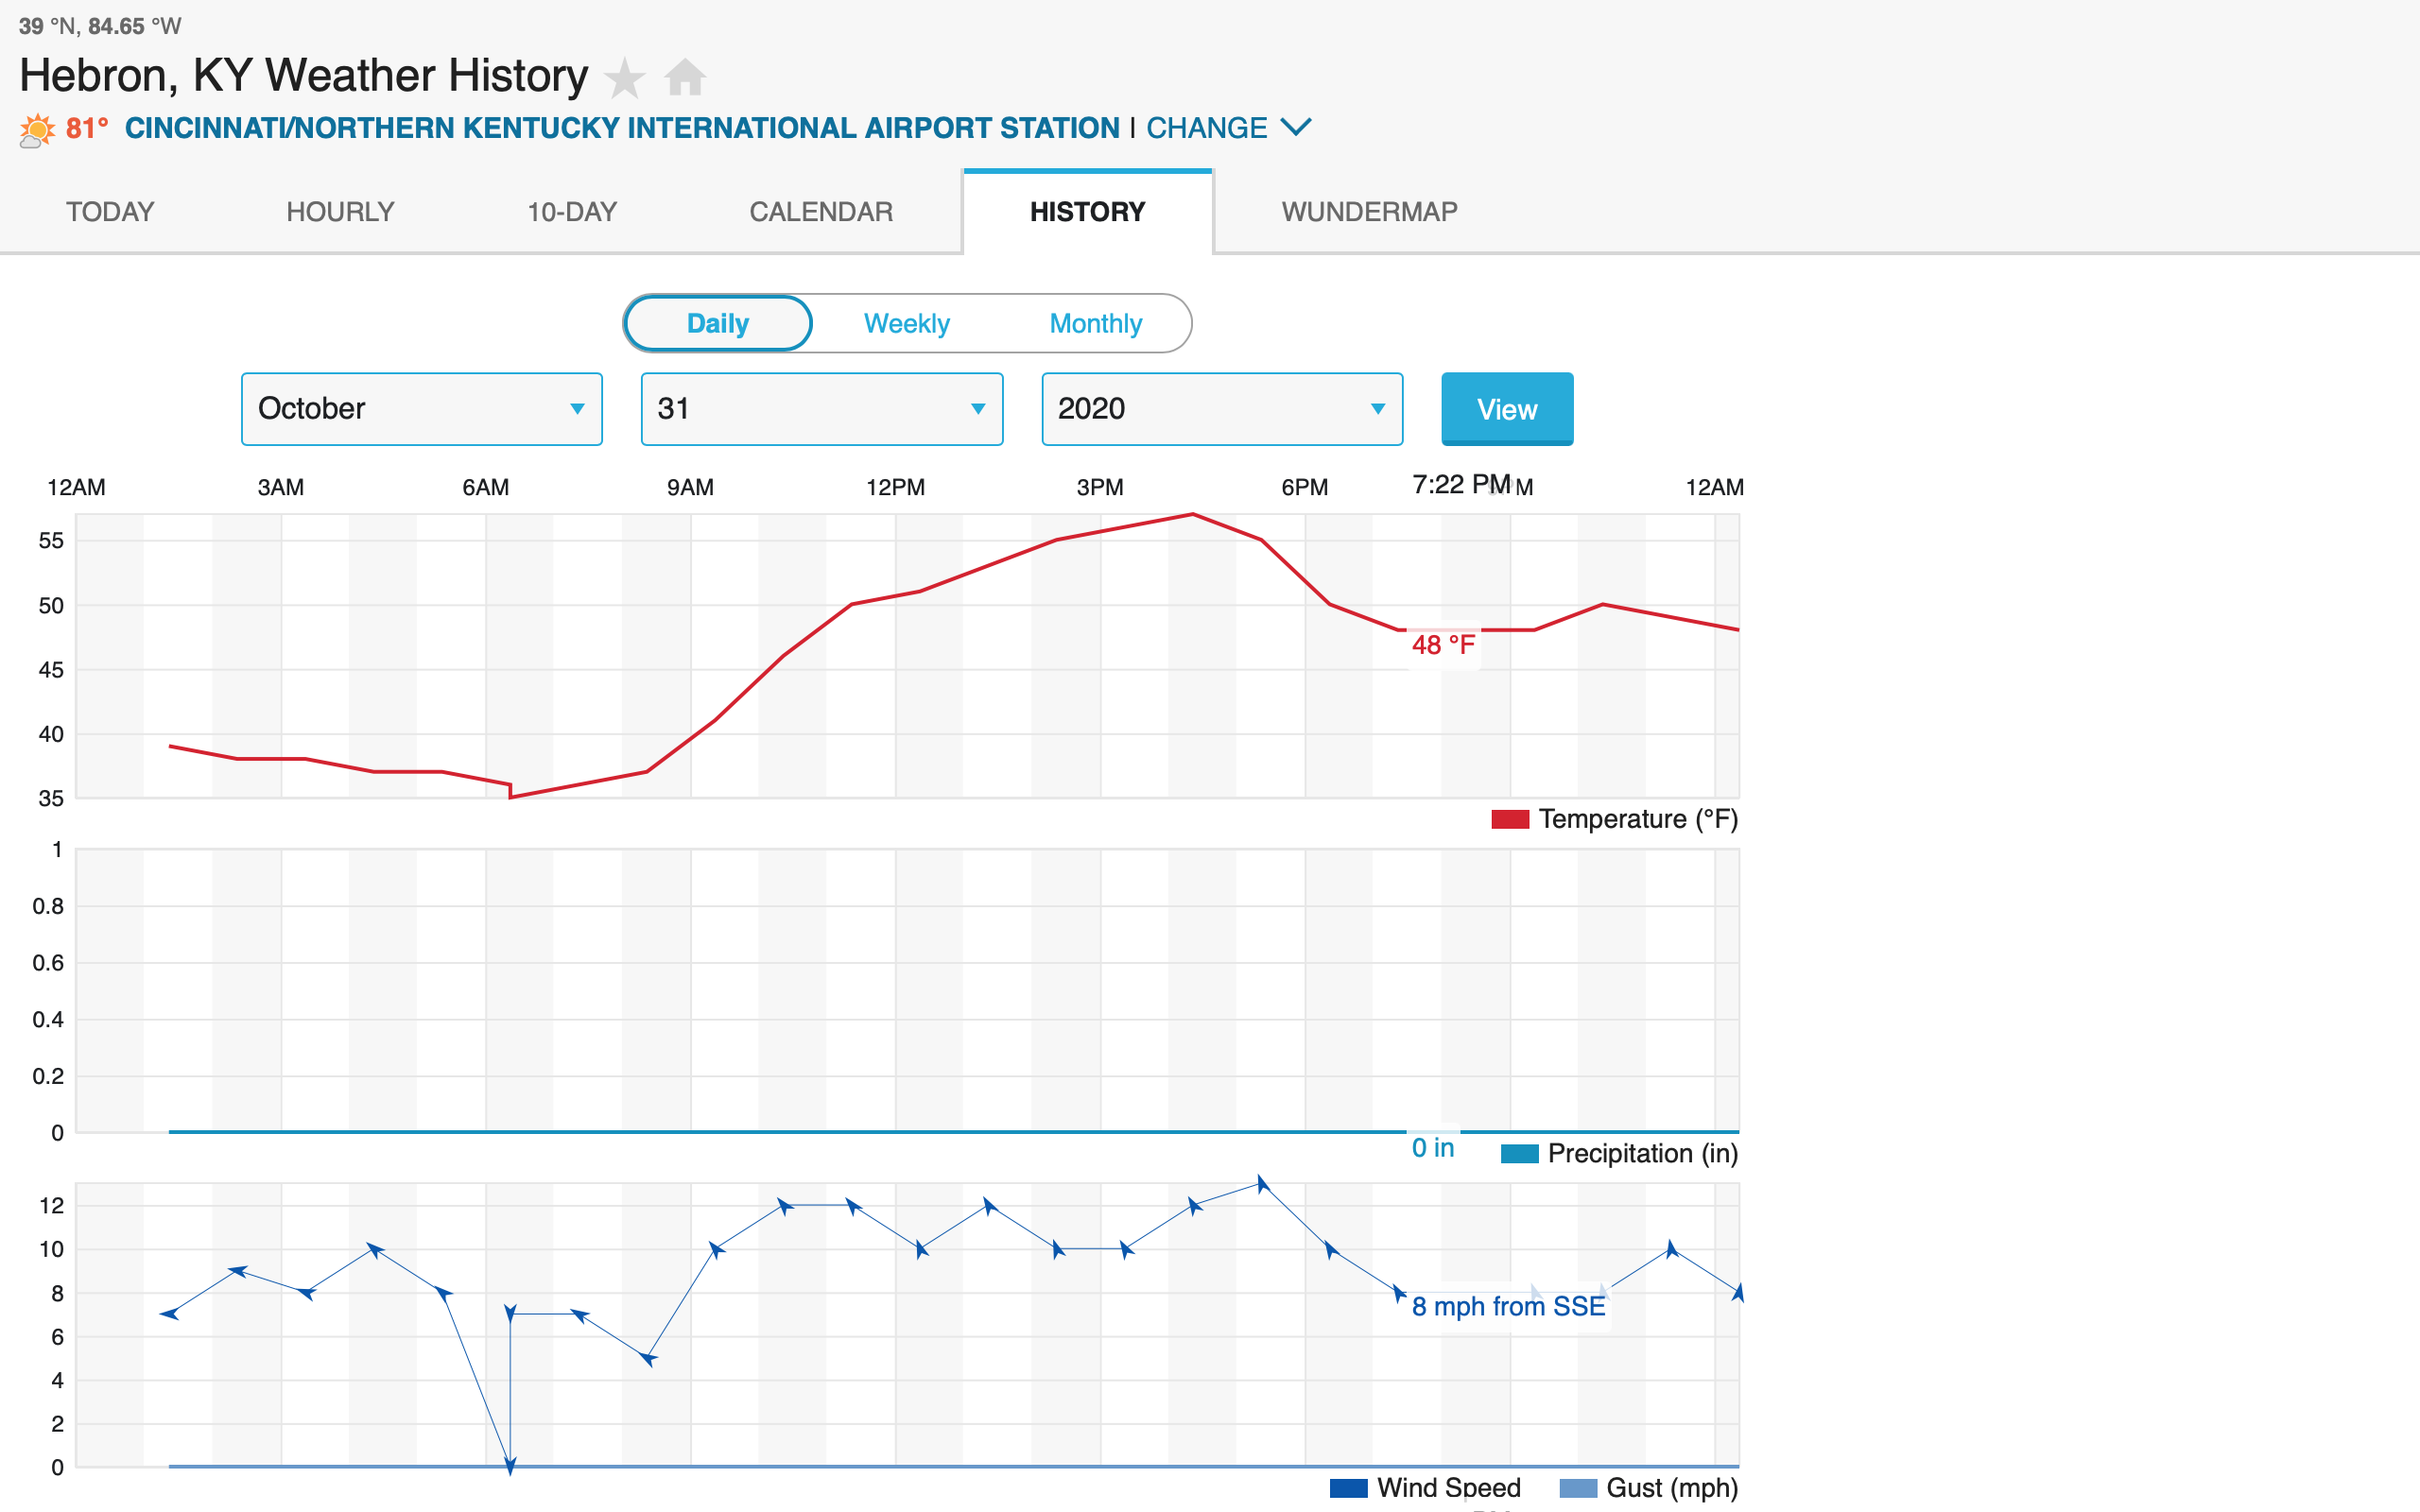 39 °N, 84.65 °W
Hebron, KY Weather History
81° CINCINNATI/NORTHERN KENTUCKY INTERNATIONAL AIRPORT STATION | CHANGE
TODAY HOURLY 10-DAY CALENDAR HISTORY WUNDERMAP
Daily Weekly Monthly
October 31 2020 View
12AM 3AM 6AM 9AM 12PM 3PM 6PM 7:22 PM 12AM
55
50
48 °F
45
40
35
Temperature (°F)
1
0.8
0.6
0.4
0.2
0
0 in Precipitation (in)
12
10
8
8 mph from SSE
6
4
2
0
Wind Speed Gust (mph)